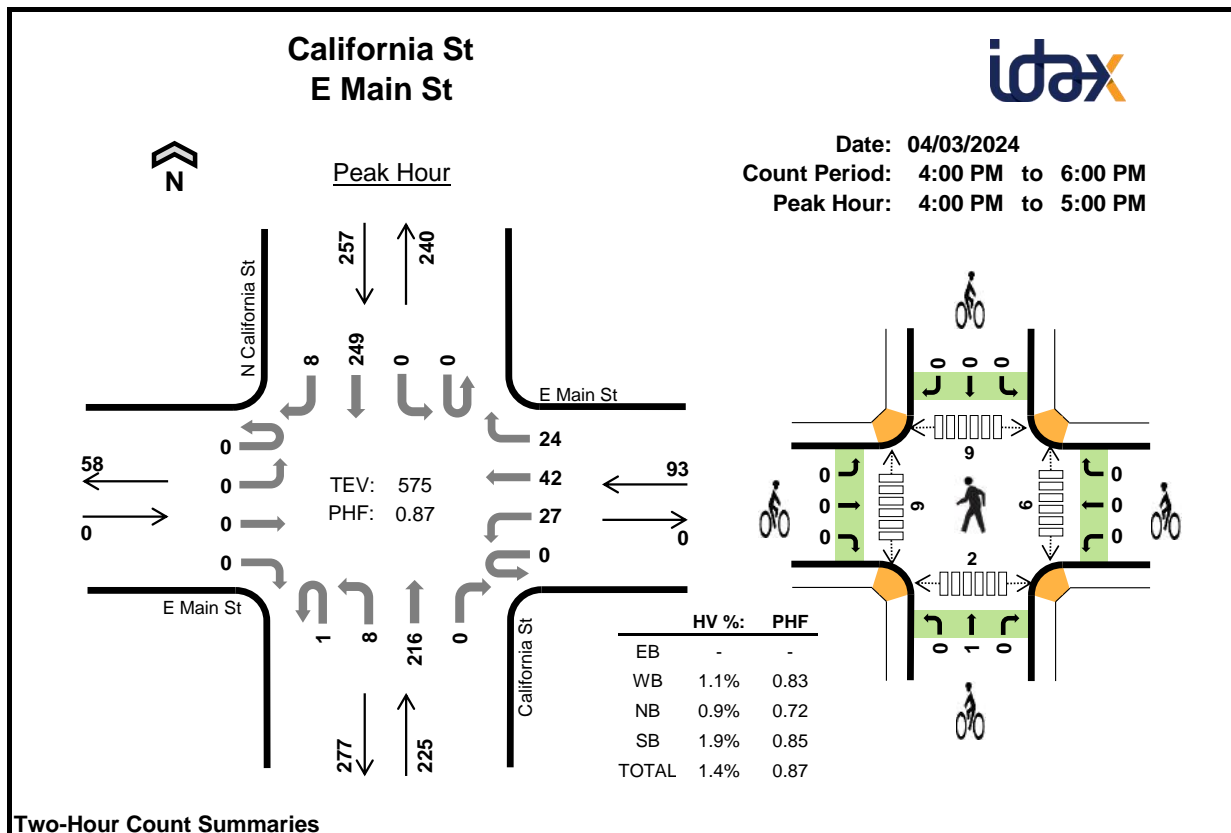 California St
E Main St
idax
N
Peak Hour
Date: 04/03/2024
Count Period: 4:00 PM to 6:00 PM
Peak Hour: 4:00 PM to 5:00 PM
257
240
N California St
8
249
0
0
E Main St
0
0
0
0
58
0
TEV: 575
PHF: 0.87
24
42
27
0
93
0
E Main St
1
8
216
0
California St
277
225
HV %: PHF
EB - -
WB 1.1% 0.83
NB 0.9% 0.72
SB 1.9% 0.85
TOTAL 1.4% 0.87
0
0
0
9
0
0
0
9
6
0
0
0
2
0
1
0
Two-Hour Count Summaries